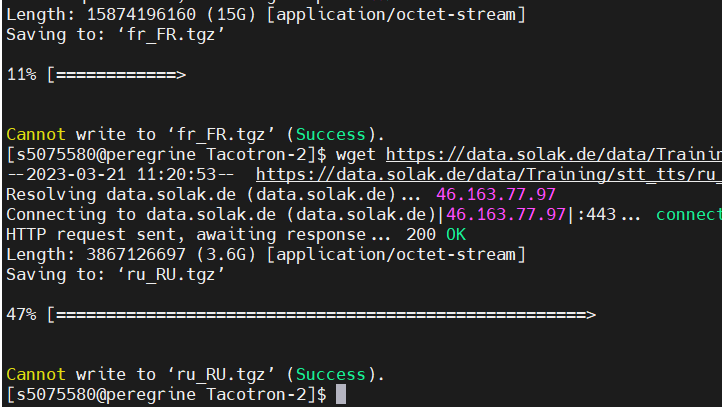 Length: 15874196160 (15G) [application/octet-stream]
Saving to: ‘fr_FR.tgz’
11% [============>
Cannot write to ‘fr_FR.tgz’ (Success).
[s5075580@peregrine Tacotron-2]$ wget https://data.solak.de/data/Trainin
--2023-03-21 11:20:53-- https://data.solak.de/data/Training/stt_tts/ru_
Resolving data.solak.de (data.solak.de)... 46.163.77.97
Connecting to data.solak.de (data.solak.de)|46.163.77.97|:443... connect
HTTP request sent, awaiting response... 200 OK
Length: 3867126697 (3.6G) [application/octet-stream]
Saving to: ‘ru_RU.tgz’
47% [======================================================>
Cannot write to ‘ru_RU.tgz’ (Success).
[s5075580@peregrine Tacotron-2]$